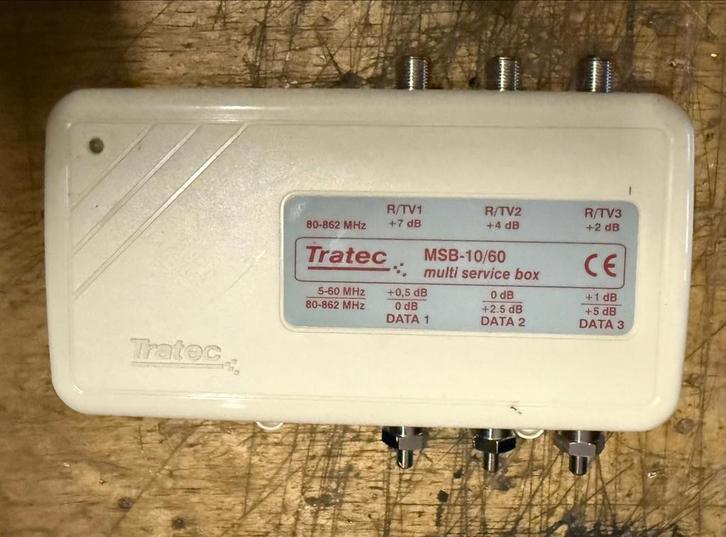 R/TV1 R/TV2 R/TV3
80-862 MHz +7 dB +4 dB +2 dB
Tratec MSB-10/60 CE
multi service box
5-60 MHz +0,5 dB 0 dB +1 dB
80-862 MHz 0 dB +2.5 dB +5 dB
DATA 1 DATA 2 DATA 3
Tratec